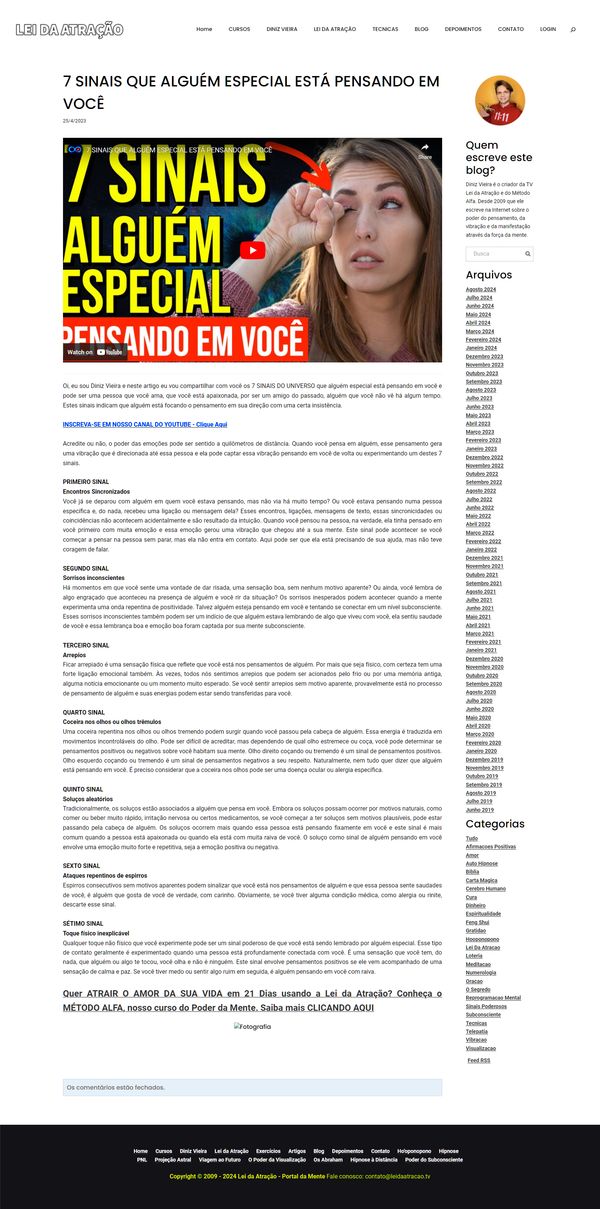 LEI DA ATRAÇÃO
Home CURSOS DINIZ VIEIRA LEI DA ATRAÇÃO TECNICAS BLOG DEPOIMENTOS CONTATO LOGIN
7 SINAIS QUE ALGUÉM ESPECIAL ESTÁ PENSANDO EM
VOCÊ
25/4/2023
7 SINAIS QUE ALGUÉM ESPECIAL ESTÁ PENSANDO EM VOCÊ
Share
7 SINAIS
ALGUÉM
ESPECIAL
PENSANDO EM VOCÊ
Watch on YouTube
11:11
Oi, eu sou Diniz Vieira e neste artigo eu vou compartilhar com você os 7 SINAIS DO UNIVERSO que alguém especial está pensando em você e
pode ser uma pessoa que você ama, que você está apaixonada, por ser um amigo do passado, alguém que você não vê há algum tempo.
Estes sinais indicam que alguém está focando o pensamento em sua direção com uma certa insistência.
INSCREVA-SE EM NOSSO CANAL DO YOUTUBE - Clique Aqui
Acredite ou não, o poder das emoções pode ser sentido a quilômetros de distância. Quando você pensa em alguém, esse pensamento gera
uma vibração que é direcionada até essa pessoa e ela pode captar essa vibração pensando em você de volta ou experimentando um destes 7
sinais.
PRIMEIRO SINAL
Encontros Sincronizados
Você já se deparou com alguém em quem você estava pensando, mas não via há muito tempo? Ou você estava pensando numa pessoa
específica e, do nada, recebeu uma ligação ou mensagem dela? Esses encontros, ligações, mensagens de texto, essas sincronicidades ou
coincidências não acontecem acidentalmente e são resultado da intuição. Quando você pensou na pessoa, na verdade, ela tinha pensado em
você primeiro com muita emoção e essa emoção gerou uma vibração que chegou até a sua mente. Este sinal pode acontecer se você
começar a pensar na pessoa sem parar, mas ela não entra em contato. Aqui pode ser que ela está precisando de sua ajuda, mas não teve
coragem de falar.
SEGUNDO SINAL
Sorrisos inconscientes
Há momentos em que você sente uma vontade de dar risada, uma sensação boa, sem nenhum motivo aparente? Ou ainda, você lembra de
algo engraçado que aconteceu na presença de alguém e você rir da situação? Os sorrisos inesperados podem acontecer quando a mente
experimenta uma onda repentina de positividade. Talvez alguém esteja pensando em você e tentando se conectar em um nível subconsciente.
Esses sorrisos inconscientes também podem ser um indício de que alguém estava lembrando de algo que viveu com você, ela sentiu saudade
de você e essa lembrança boa e emoção boa foram captada por sua mente subconsciente.
TERCEIRO SINAL
Arrepios
Ficar arrepiado é uma sensação física que reflete que você está nos pensamentos de alguém. Por mais que seja físico, com certeza tem uma
forte ligação emocional também. Às vezes, todos nós sentimos arrepios que podem ser acionados pelo frio ou por uma memória antiga,
alguma notícia emocionante ou um momento muito esperado. Se você sentir arrepios sem motivo aparente, provavelmente está no processo
de pensamento de alguém e suas energias podem estar sendo transferidas para você.
QUARTO SINAL
Coceira nos olhos ou olhos trêmulos
Uma coceira repentina nos olhos ou olhos tremendo podem surgir quando você passou pela cabeça de alguém. Essa energia é traduzida em
movimentos incontroláveis do olho. Pode ser difícil de acreditar, mas dependendo de qual olho estremece ou coça, você pode determinar se
pensamentos positivos ou negativos sobre você habitam sua mente. Olho direito coçando ou tremendo é um sinal de pensamentos positivos.
Olho esquerdo coçando ou tremendo é um sinal de pensamentos negativos a seu respeito. Naturalmente, nem tudo quer dizer que alguém
está pensando em você. É preciso considerar que a coceira nos olhos pode ser uma doença ocular ou alergia específica.
QUINTO SINAL
Soluços aleatórios
Tradicionalmente, os soluços estão associados a alguém que pensa em você. Embora os soluços possam ocorrer por motivos naturais, como
comer ou beber muito rápido, irritação nervosa ou certos medicamentos, se você começar a ter soluços sem motivos plausíveis, pode estar
passando pela cabeça de alguém. Os soluços ocorrem mais quando essa pessoa está pensando fixamente em você e este sinal é mais
comum quando a pessoa está apaixonada ou quando ela está com muita raiva de você. O soluço como sinal de alguém pensando em você
envolve uma emoção muito forte e repetitiva, seja a emoção positiva ou negativa.
SEXTO SINAL
Ataques repentinos de espirros
Espirros consecutivos sem motivos aparentes podem sinalizar que você está nos pensamentos de alguém e que essa pessoa sente saudades
de você; é alguém que gosta de você de verdade, com carinho. Obviamente, se você tiver alguma condição médica, como alergia ou rinite,
descarte esse sinal.
SÉTIMO SINAL
Toque físico inexplicável
Qualquer toque não físico que você experimente pode ser um sinal poderoso de que você está sendo lembrado por alguém especial. Esse tipo
de contato geralmente é experimentado quando uma pessoa está profundamente conectada com você. É uma sensação que você tem, do
nada, que alguém ou algo te tocou, você olha e não é ninguém. Este sinal envolve pensamentos positivos se ele vem acompanhado de uma
sensação de calma e paz. Se você tiver medo ou sentir algo ruim em seguida, é alguém pensando em você com raiva.
Quer ATRAIR O AMOR DA SUA VIDA em 21 Dias usando a Lei da Atração? Conheça o
MÉTODO ALFA, nosso curso do Poder da Mente. Saiba mais CLICANDO AQUI
Fotografia
Os comentários estão fechados.
Quem
escreve este
blog?
Diniz Vieira é o criador da TV
Lei da Atração e do Método
Alfa. Desde 2009 que ele
escreve na Internet sobre o
poder do pensamento, da
vibração e da manifestação
através da força da mente.
Busca
Arquivos
Agosto 2024
Julho 2024
Junho 2024
Maio 2024
Abril 2024
Março 2024
Fevereiro 2024
Janeiro 2024
Dezembro 2023
Novembro 2023
Outubro 2023
Setembro 2023
Agosto 2023
Julho 2023
Junho 2023
Maio 2023
Abril 2023
Março 2023
Fevereiro 2023
Janeiro 2023
Dezembro 2022
Novembro 2022
Outubro 2022
Setembro 2022
Agosto 2022
Julho 2022
Junho 2022
Maio 2022
Abril 2022
Março 2022
Fevereiro 2022
Janeiro 2022
Dezembro 2021
Novembro 2021
Outubro 2021
Setembro 2021
Agosto 2021
Julho 2021
Junho 2021
Maio 2021
Abril 2021
Março 2021
Fevereiro 2021
Janeiro 2021
Dezembro 2020
Novembro 2020
Outubro 2020
Setembro 2020
Agosto 2020
Julho 2020
Junho 2020
Maio 2020
Abril 2020
Março 2020
Fevereiro 2020
Janeiro 2020
Dezembro 2019
Novembro 2019
Outubro 2019
Setembro 2019
Agosto 2019
Julho 2019
Junho 2019
Categorias
Tudo
Afirmacoes Positivas
Amor
Auto Hipnose
Biblia
Carta Magica
Cerebro Humano
Cura
Dinheiro
Espiritualidade
Feng Shui
Gratidao
Hooponopono
Lei Da Atracao
Loteria
Meditacao
Numerologia
Oracao
O Segredo
Reprogramacao Mental
Sinais Poderosos
Subconsciente
Tecnicas
Telepatia
Vibracao
Visualizacao
Feed RSS
Home Cursos Diniz Vieira Lei da Atração Exercícios Artigos Blog Depoimentos Contato Ho'oponopono Hipnose
PNL Projeção Astral Viagem ao Futuro O Poder da Visualização Os Abraham Hipnose à Distância Poder do Subconsciente
Copyright © 2009 - 2024 Lei da Atração - Portal da Mente Fale conosco: contato@leidaatracao.tv